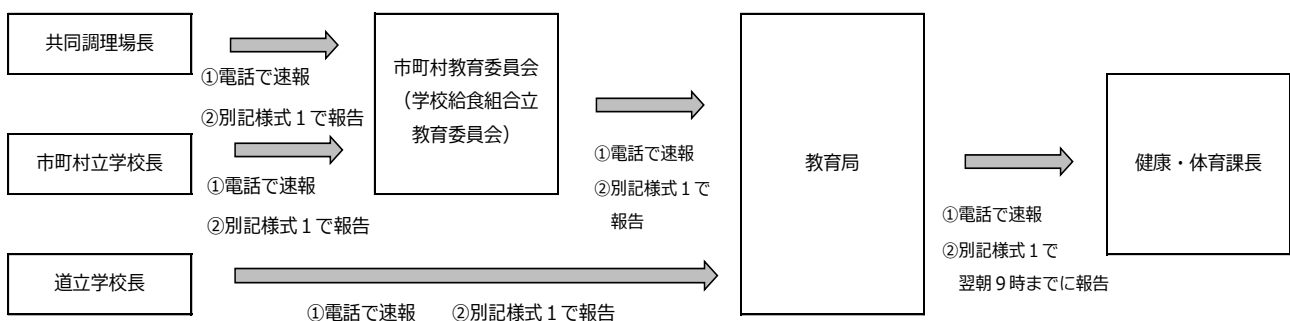 共同調理場長
①電話で速報
②別記様式１で報告
市町村立学校長
①電話で速報
②別記様式１で報告
道立学校長
①電話で速報　②別記様式１で報告
市町村教育委員会
（学校給食組合立
教育委員会）
①電話で速報
②別記様式１で
報告
教育局
①電話で速報
②別記様式１で
翌朝９時までに報告
健康・体育課長